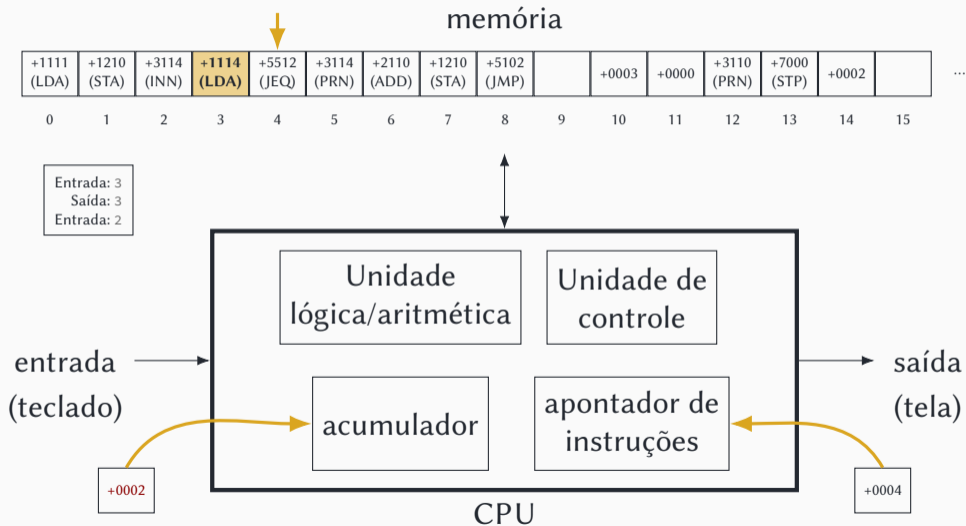 memória
+1111 +1210 +3114 +1114 +5512 +3114 +2110 +1210 +5102 +0003 +0000 +3110 +7000 +0002 ...
(LDA) (STA) (INN) (LDA) (JEQ) (PRN) (ADD) (STA) (JMP) (PRN) (STP)
0 1 2 3 4 5 6 7 8 9 10 11 12 13 14 15
Entrada: 3
Saída: 3
Entrada: 2
Unidade
lógica/aritmética
Unidade de
controle
entrada
(teclado)
saída
(tela)
acumulador
apontador de
instruções
+0002
+0004
CPU